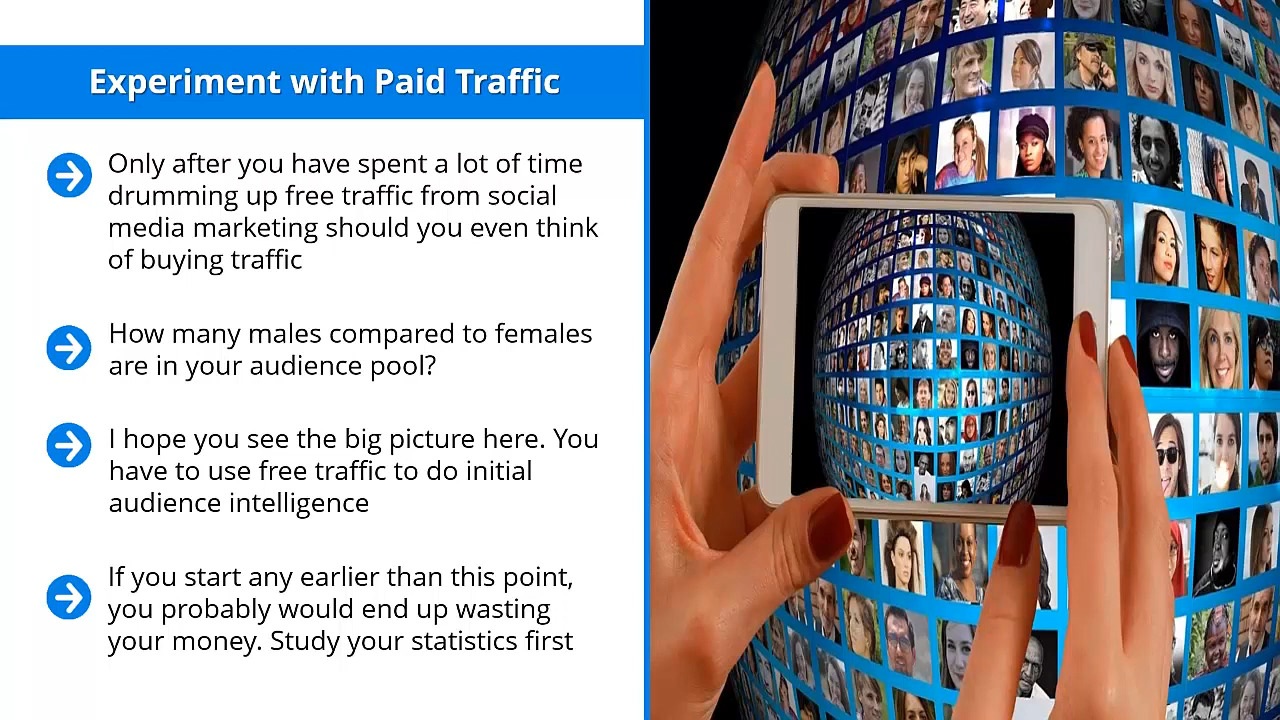 Experiment with Paid Traffic
Only after you have spent a lot of time
drumming up free traffic from social
media marketing should you even think
of buying traffic
How many males compared to females
are in your audience pool?
I hope you see the big picture here. You
have to use free traffic to do initial
audience intelligence
If you start any earlier than this point,
you probably would end up wasting
your money. Study your statistics first